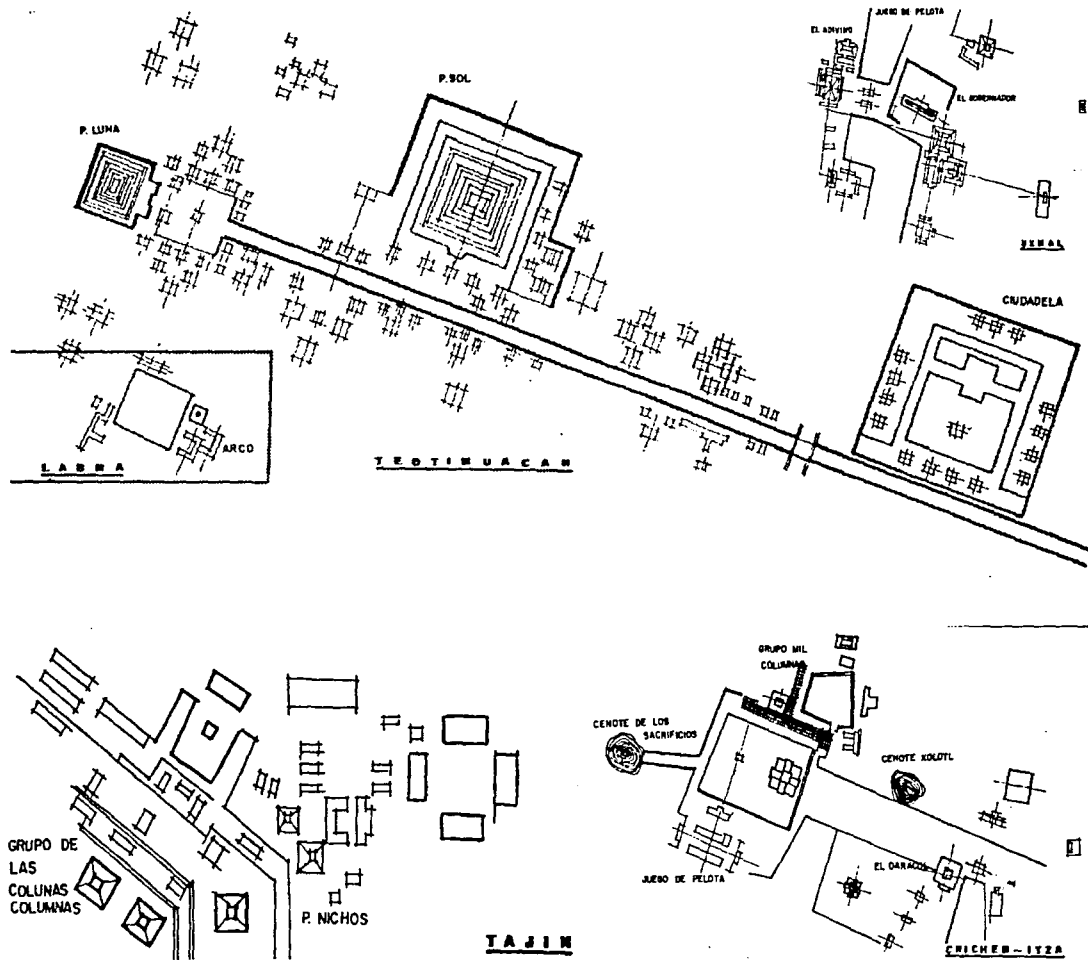 JUEGO DE PELOTA
EL ADIVINO
P. SOL
EL GOBERNADOR
P. LUNA
UXMAL
CIUDADELA
ARCO
LABNA
TEOTIHUACAN
GRUPO MIL
COLUMNAS
CENOTE DE LOS
SACRIFICIOS
CENOTE XOLOTL
GRUPO DE
LAS
COLUNAS
COLUMNAS
P. NICHOS
JUEGO DE PELOTA
EL CARACOL
TAJIN
CHICHEN-ITZA